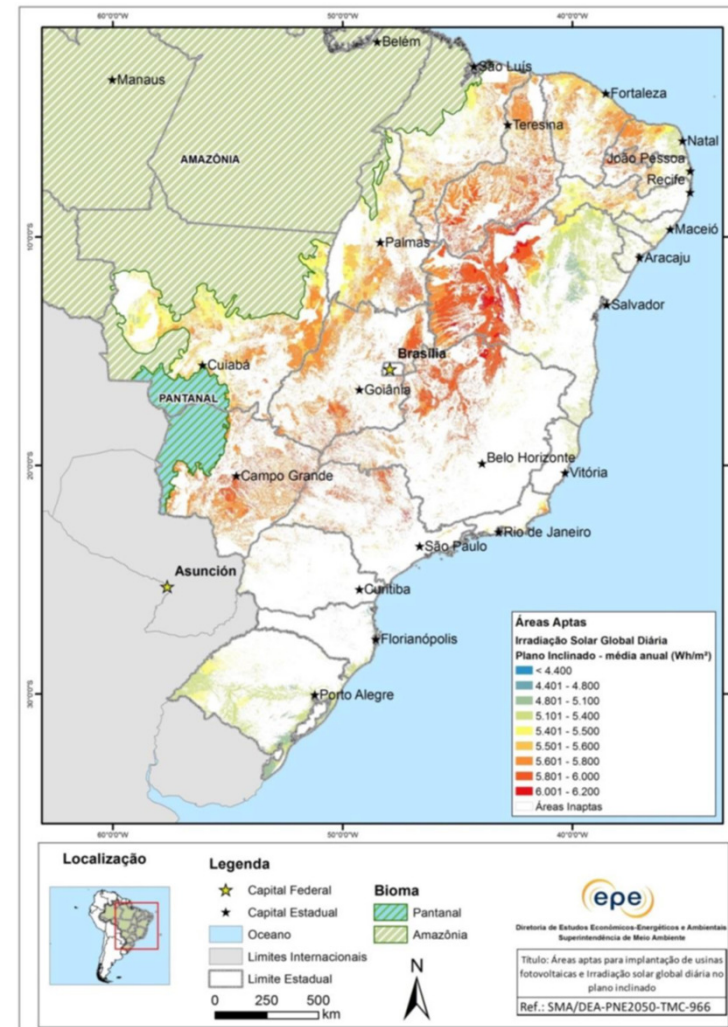 60°0'0"W 50°0'0"W 40°0'0"W
Belém
São Luís
Manaus
Fortaleza
Teresina
Natal
AMAZÔNIA
João Pessoa
Recife
Maceió
10°0'0"S
Palmas
Aracaju
Salvador
Brasília
Cuiabá
Goiânia
PANTANAL
Belo Horizonte
20°0'0"S
Vitória
Campo Grande
Rio de Janeiro
São Paulo
Asunción
Curitiba
Florianópolis
30°0'0"S
Porto Alegre
Áreas Aptas
Irradiação Solar Global Diária
Plano Inclinado - média anual (Wh/m²)
< 4.400
4.401 - 4.800
4.801 - 5.100
5.101 - 5.400
5.401 - 5.500
5.501 - 5.600
5.601 - 5.800
5.801 - 6.000
6.001 - 6.200
Áreas Inaptas
60°0'0"W 50°0'0"W 40°0'0"W
Localização
Legenda
Capital Federal
Capital Estadual
Oceano
Limites Internacionais
Limite Estadual
0 250 500
km
Bioma
Pantanal
Amazônia
N
epe
Diretoria de Estudos Econômicos-Energéticos e Ambientais
Superintendência de Meio Ambiente
Título: Áreas aptas para implantação de usinas
fotovoltaicas e Irradiação solar global diária no
plano inclinado
Ref.: SMA/DEA-PNE2050-TMC-966